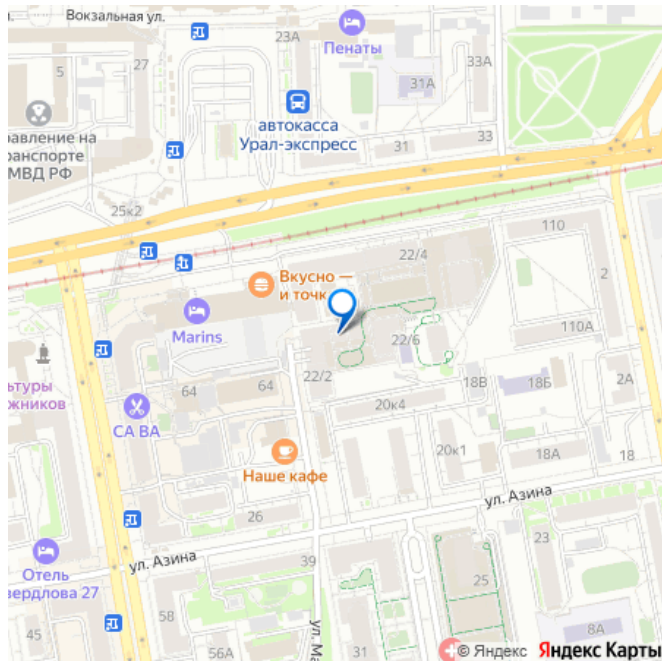 Вокзальная ул.
23А
Пенаты
33А
5
27
31А
автокасса
Урал-экспресс
равление на
ранспорте
МВД РФ
31
33
25к2
110
22/4
Вкусно —
и точк
2
Marins
22/6
110А
22/2
ьтуры
жников
64
64
18В
18Б
2А
СА ВА
20к4
20к1
18А
18
Наше кафе
ул. Азина
26
23
ул. Азина
39
Отель
вердлова 27
58
25
45
56А
ул. Ма
31
8А
© Яндекс Яндекс Карты